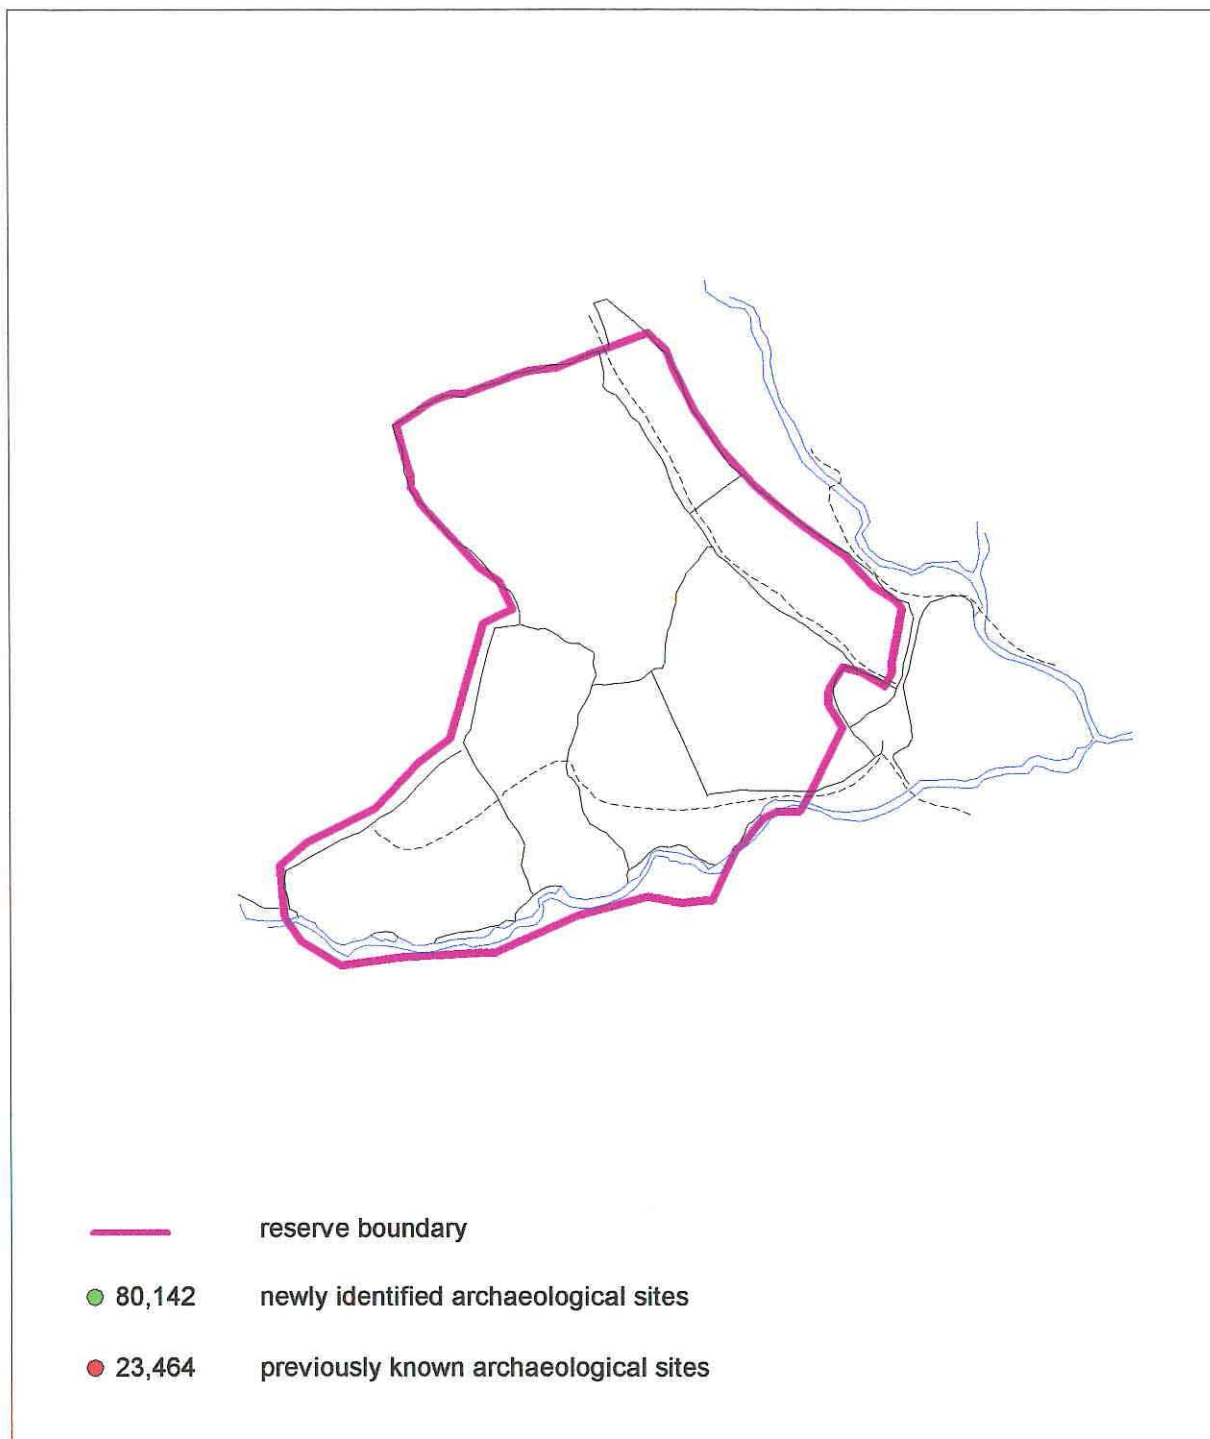 reserve boundary
80,142 newly identified archaeological sites
23,464 previously known archaeological sites